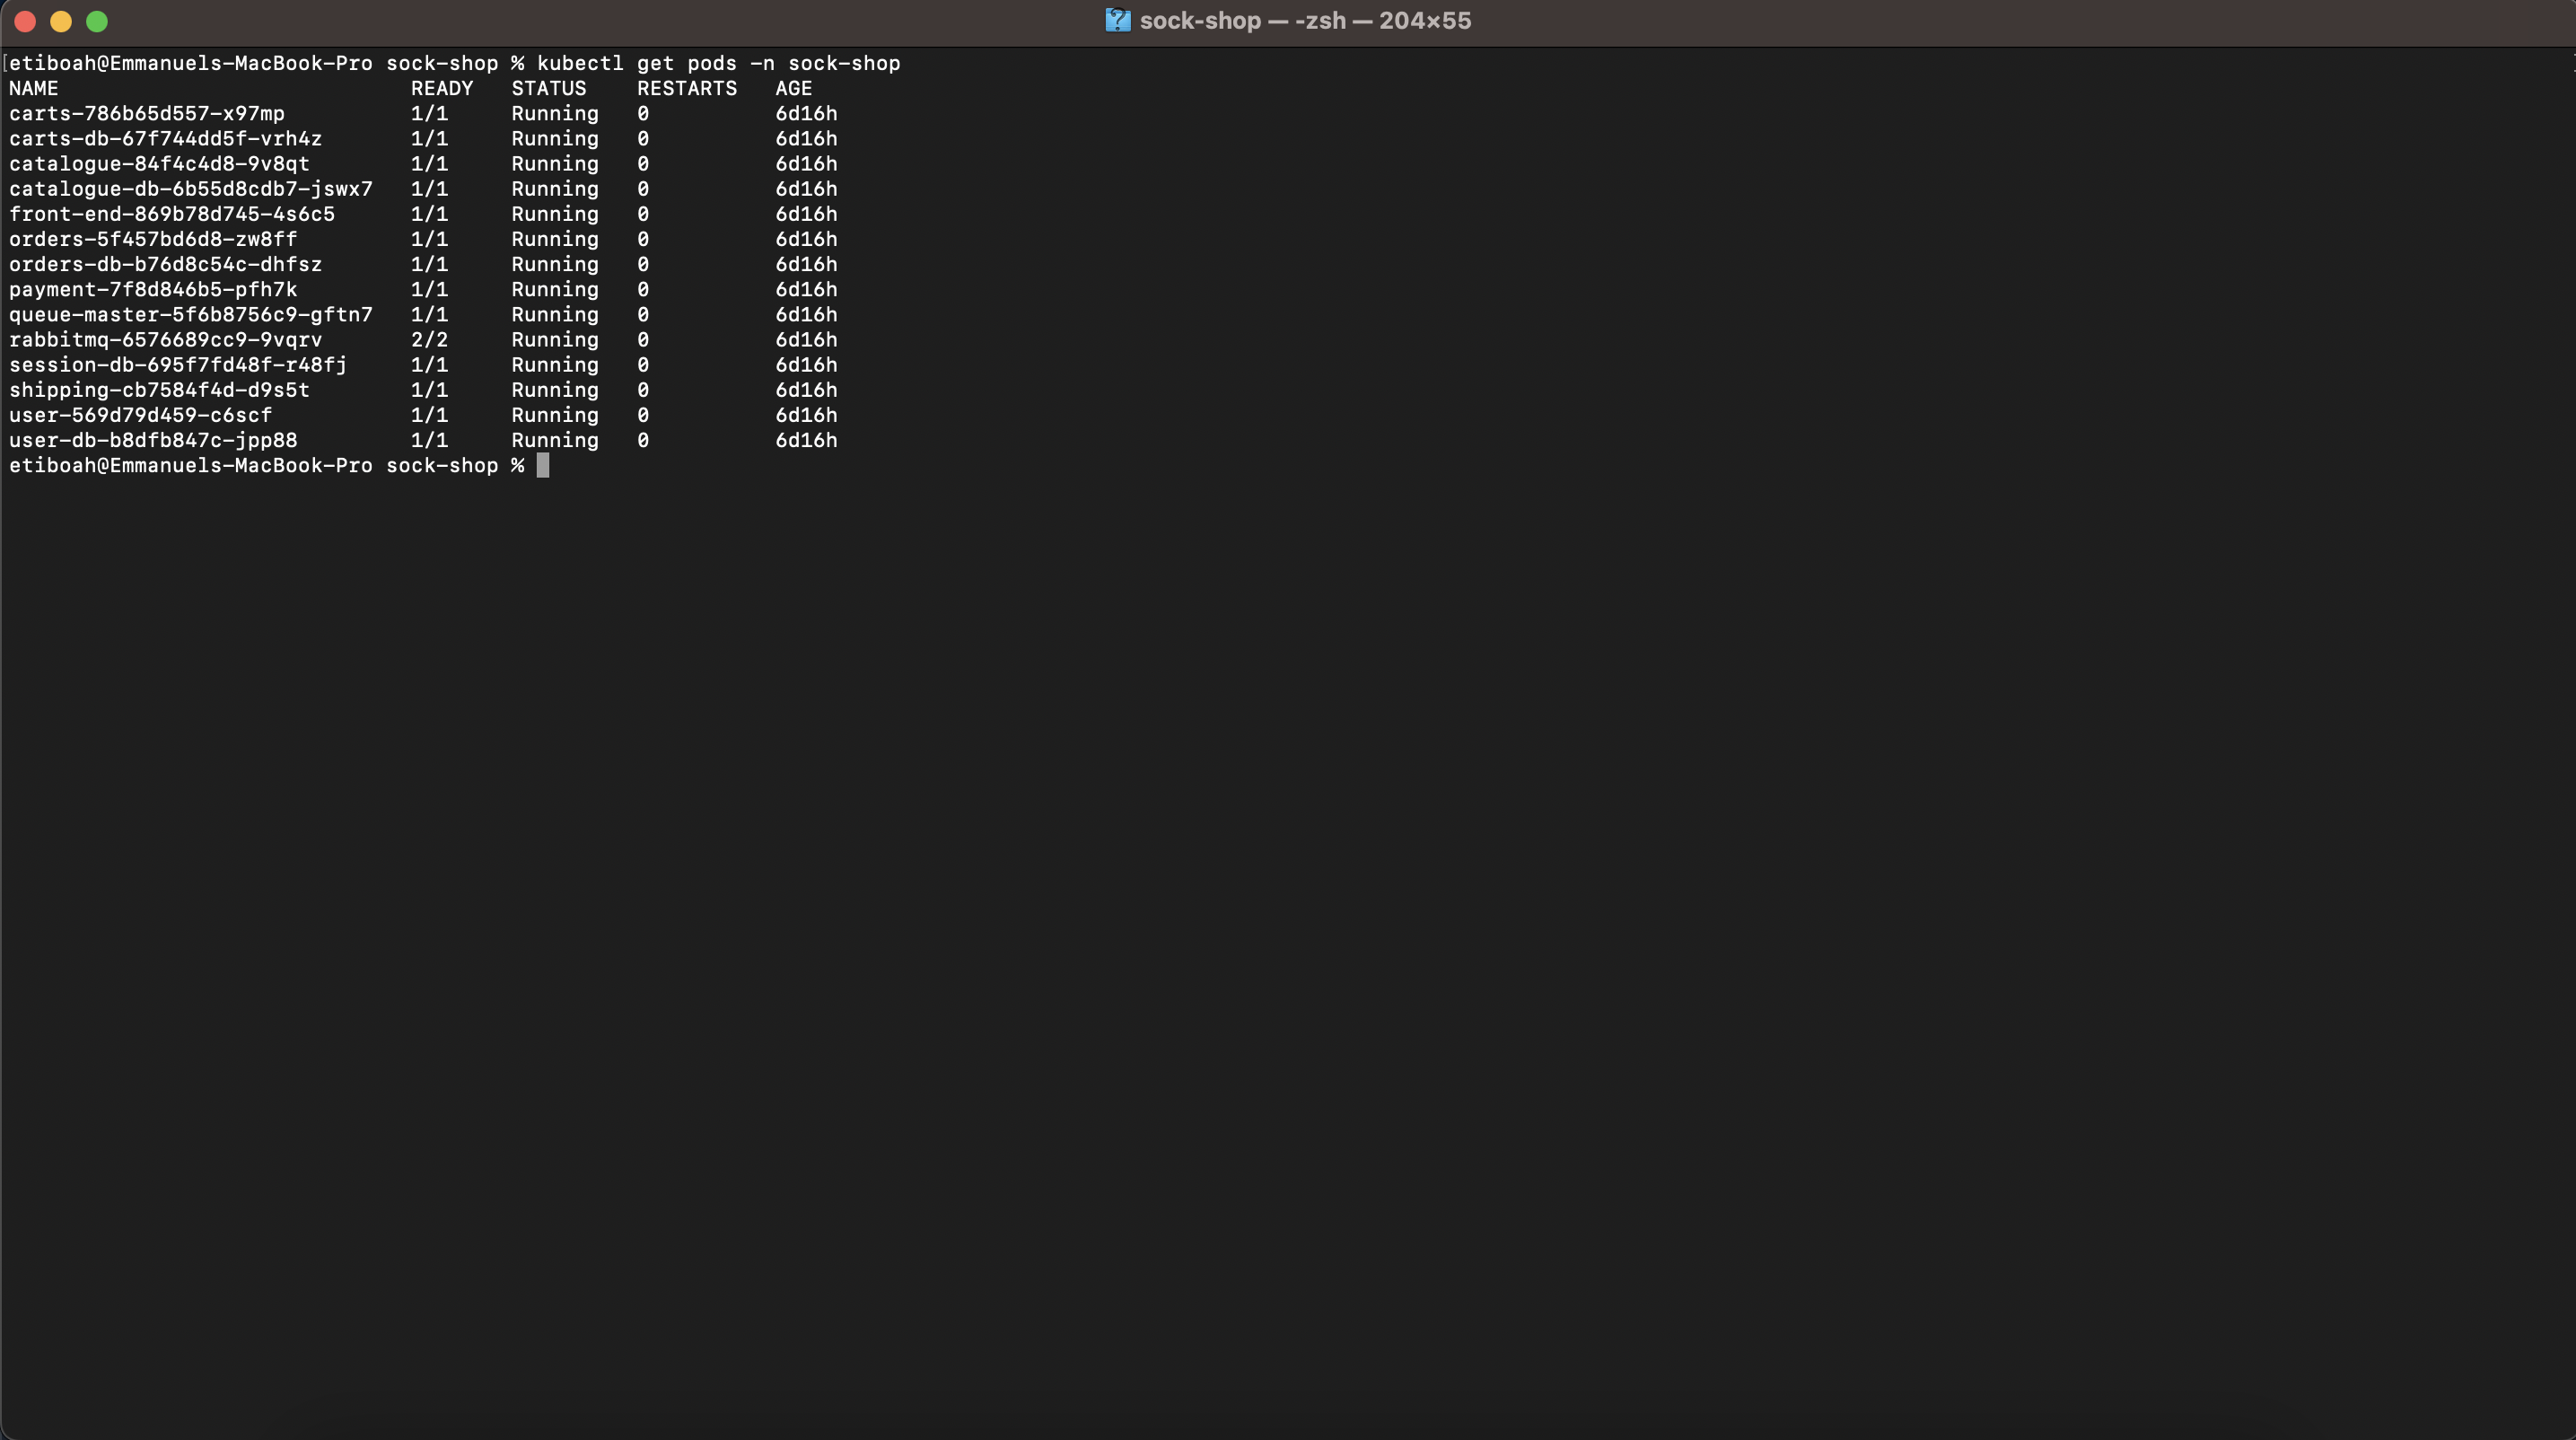 sock-shop — -zsh — 204×55
etiboah@Emmanuels-MacBook-Pro sock-shop % kubectl get pods -n sock-shop
NAME READY STATUS RESTARTS AGE
carts-786b65d557-x97mp 1/1 Running 0 6d16h
carts-db-67f744dd5f-vrh4z 1/1 Running 0 6d16h
catalogue-84f4c4d8-9v8qt 1/1 Running 0 6d16h
catalogue-db-6b55d8cdb7-jswx7 1/1 Running 0 6d16h
front-end-869b78d745-4s6c5 1/1 Running 0 6d16h
orders-5f457bd6d8-zw8ff 1/1 Running 0 6d16h
orders-db-b76d8c54c-dhfsz 1/1 Running 0 6d16h
payment-7f8d846b5-pfh7k 1/1 Running 0 6d16h
queue-master-5f6b8756c9-gftn7 1/1 Running 0 6d16h
rabbitmq-6576689cc9-9vqrv 2/2 Running 0 6d16h
session-db-695f7fd48f-r48fj 1/1 Running 0 6d16h
shipping-cb7584f4d-d9s5t 1/1 Running 0 6d16h
user-569d79d459-c6scf 1/1 Running 0 6d16h
user-db-b8dfb847c-jpp88 1/1 Running 0 6d16h
etiboah@Emmanuels-MacBook-Pro sock-shop %